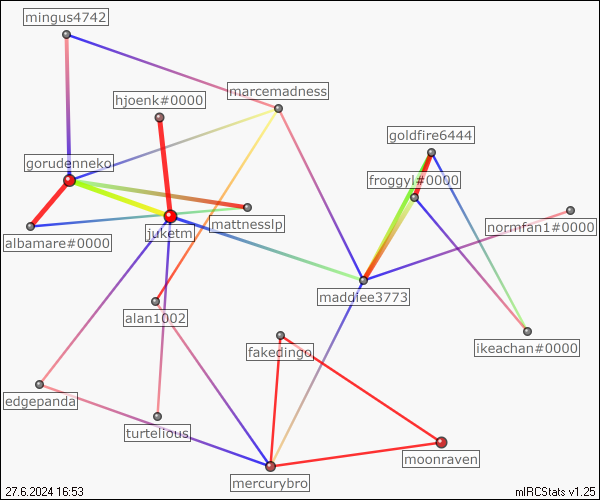 mingus4742
marcemadness
hjoenk#0000
goldfire6444
gorudenneko
froggyl#0000
mattnesslp
normfan1#0000
juketm
albamare#0000
maddiee3773
alan1002
fakedingo
ikeachan#0000
edgepanda
turtelious
moonraven
mercurybro
27.6.2024 16:53
mIRCStats v1.25